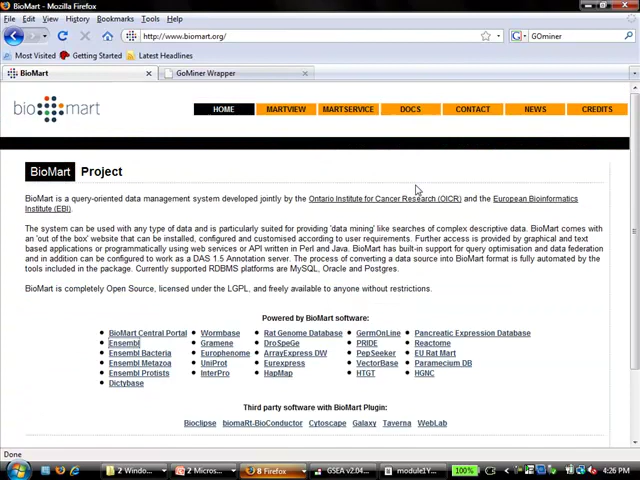 BioMart - Mozilla Firefox
File Edit View History Bookmarks Tools Help
http://www.biomart.org/
GOminer
Most Visited Getting Started Latest Headlines
BioMart GoMiner Wrapper
bio mart HOME MARTVIEW MARTSERVICE DOCS CONTACT NEWS CREDITS
BioMart Project
BioMart is a query-oriented data management system developed jointly by the Ontario Institute for Cancer Research (OICR) and the European Bioinformatics
Institute (EBI).
The system can be used with any type of data and is particularly suited for providing 'data mining' like searches of complex descriptive data. BioMart comes with
an 'out of the box' website that can be installed, configured and customised according to user requirements. Further access is provided by graphical and text
based applications or programmatically using web services or API written in Perl and Java. BioMart has built-in support for query optimisation and data federation
and in addition can be configured to work as a DAS 1.5 Annotation server. The process of converting a data source into BioMart format is fully automated by the
tools included in the package. Currently supported RDBMS platforms are MySQL, Oracle and Postgres.
BioMart is completely Open Source, licensed under the LGPL, and freely available to anyone without restrictions.
Powered by BioMart software:
BioMart Central Portal Wormbase Rat Genome Database GermOnLine Pancreatic Expression Database
Ensembl Gramene DroSpeGe PRIDE Reactome
Ensembl Bacteria Europhenome ArrayExpress DW PepSeeker EU Rat Mart
Ensembl Metazoa UniProt Eurexpress VectorBase Paramecium DB
Ensembl Protists InterPro HapMap HTGT HGNC
Dictybase
Third party software with BioMart Plugin:
Bioclipse biomaRt-BioConductor Cytoscape Galaxy Taverna WebLab
Done
2 Windo... 2 Micros... 8 Firefox GSEA v2.04... module1Y... 100% 4:26 PM